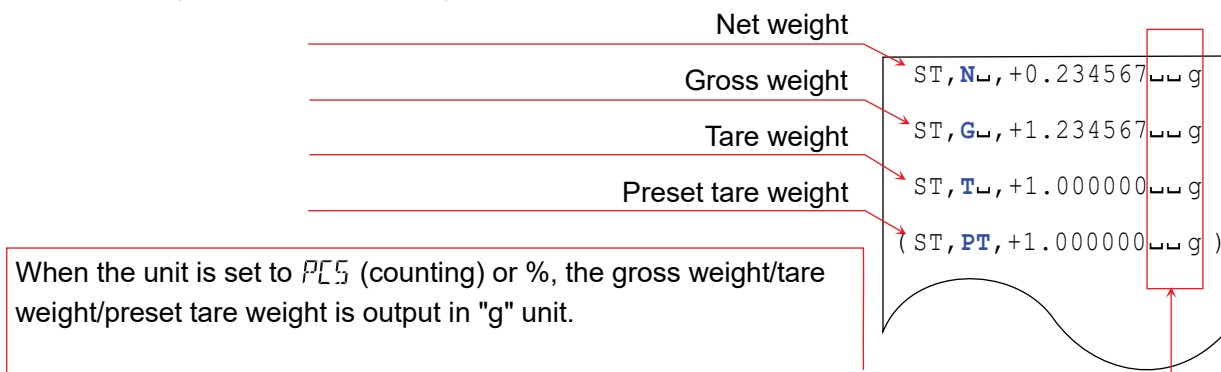 Net weight
ST,N␣,+0.234567␣␣g
Gross weight
ST,G␣,+1.234567␣␣g
Tare weight
ST,T␣,+1.000000␣␣g
Preset tare weight
(ST,PT,+1.000000␣␣g)
When the unit is set to PCS (counting) or %, the gross weight/tare
weight/preset tare weight is output in "g" unit.